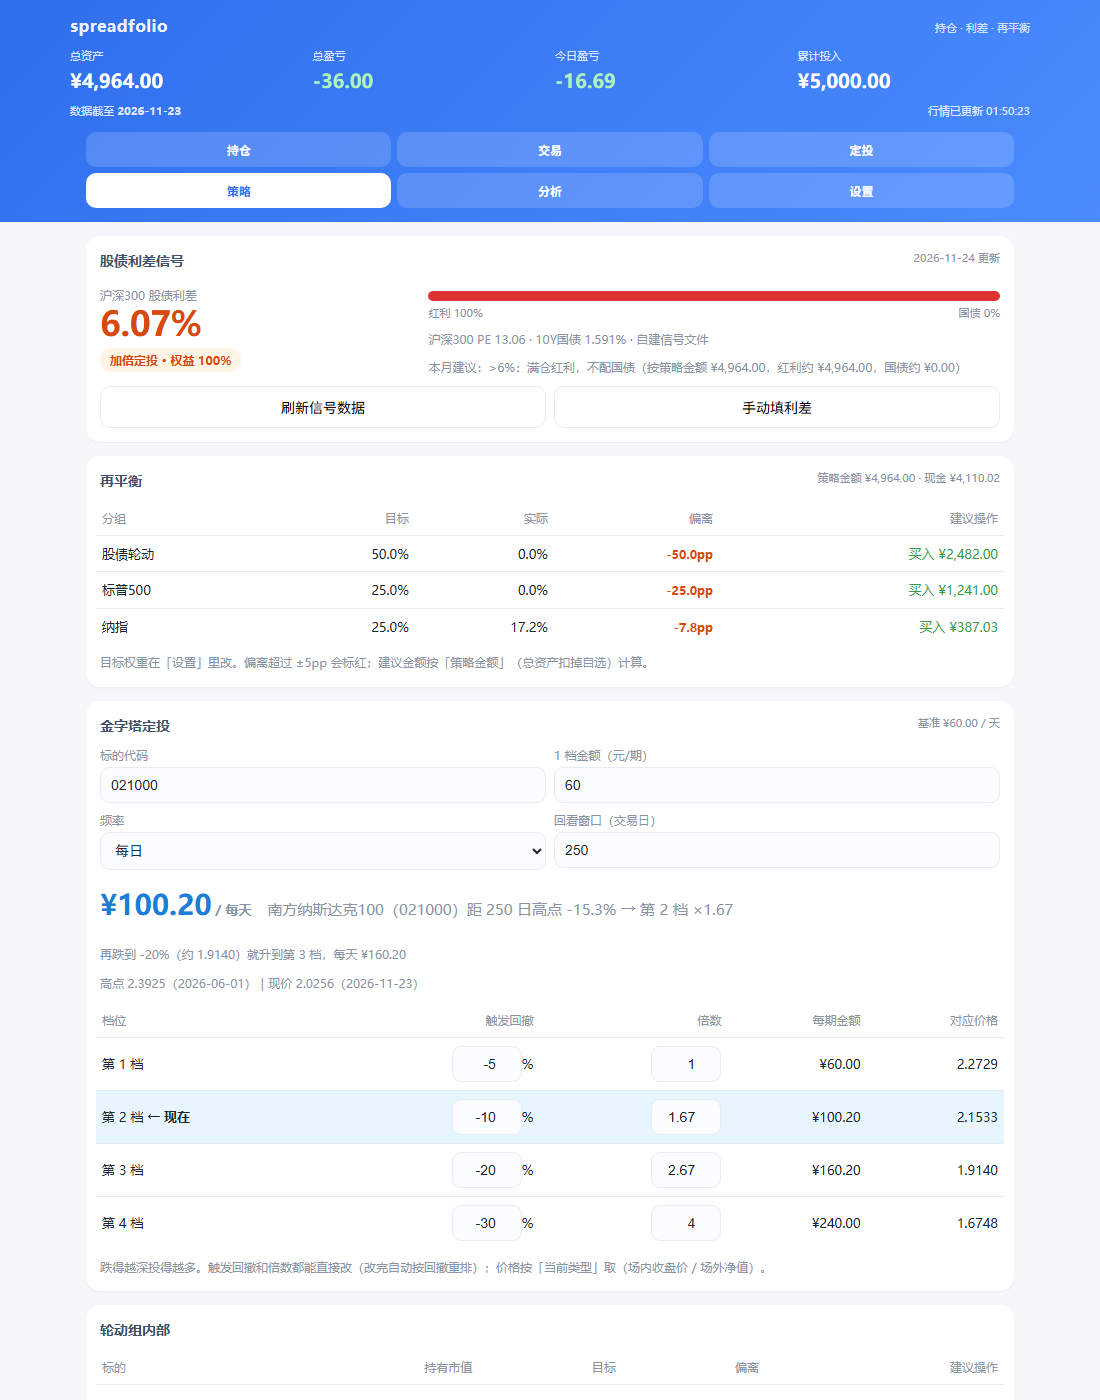 spreadfolio
持仓 · 利差 · 再平衡
总资产 总盈亏 今日盈亏 累计投入
¥4,964.00 -36.00 -16.69 ¥5,000.00
数据截至 2026-11-23 行情已更新 01:50:23
持仓 交易 定投
策略 分析 设置
股债利差信号 2026-11-24 更新
沪深300 股债利差
6.07%
加倍定投 · 权益 100%
红利 100% 国债 0%
沪深300 PE 13.06 · 10Y国债 1.591% · 自建信号文件
本月建议：>6%；满仓红利，不配国债（按策略金额 ¥4,964.00，红利约 ¥4,964.00，国债约 ¥0.00）
刷新信号数据 手动填利差
再平衡 策略金额 ¥4,964.00 · 现金 ¥4,110.02
分组 目标 实际 偏离 建议操作
股债轮动 50.0% 0.0% -50.0pp 买入 ¥2,482.00
标普500 25.0% 0.0% -25.0pp 买入 ¥1,241.00
纳指 25.0% 17.2% -7.8pp 买入 ¥387.03
目标权重在「设置」里改。偏离超过 ±5pp 会标红；建议金额按「策略金额」（总资产扣掉自选）计算。
金字塔定投 基准 ¥60.00 / 天
标的代码 1 档金额（元/期）
021000 60
频率 回看窗口（交易日）
每日 250
¥100.20 / 每天 南方纳斯达克100（021000）距 250 日高点 -15.3% → 第 2 档 ×1.67
再跌到 -20%（约 1.9140）就升到第 3 档，每天 ¥160.20
高点 2.3925（2026-06-01） | 现价 2.0256（2026-11-23）
档位 触发回撤 倍数 每期金额 对应价格
第 1 档 -5 % 1 ¥60.00 2.2729
第 2 档 ← 现在 -10 % 1.67 ¥100.20 2.1533
第 3 档 -20 % 2.67 ¥160.20 1.9140
第 4 档 -30 % 4 ¥240.00 1.6748
跌得越深投得越多。触发回撤和倍数都能直接改（改完自动按回撤重排）；价格按「当前类型」取（场内收盘价 / 场外净值）。
轮动组内部
标的 持有市值 目标 偏离 建议操作